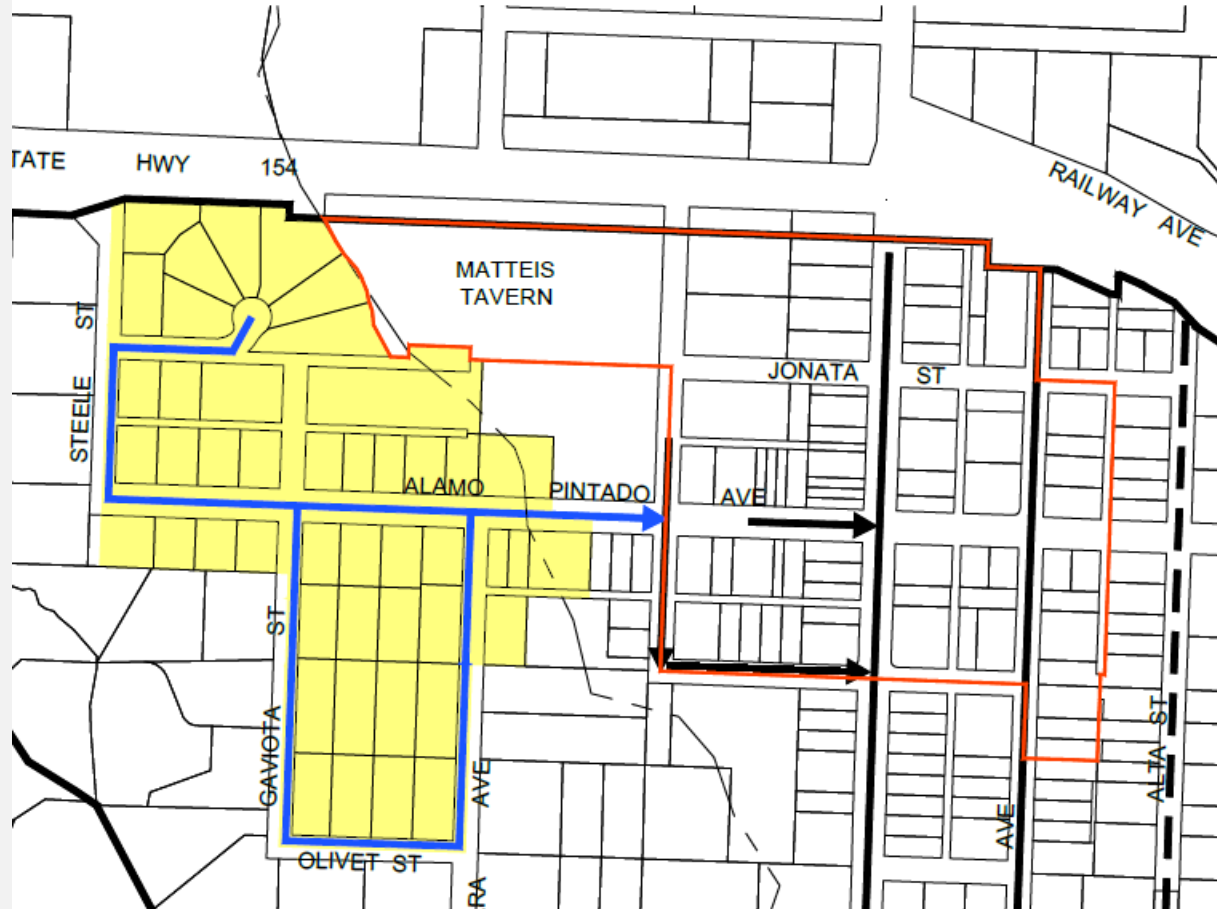 TATE HWY 154
RAILWAY AVE
MATTEIS
TAVERN
STEELE ST
JONATA ST
ALAMO PINTADO AVE
GAVIOTA ST
AVE
RA
OLIVET ST
AVE
ALTA ST